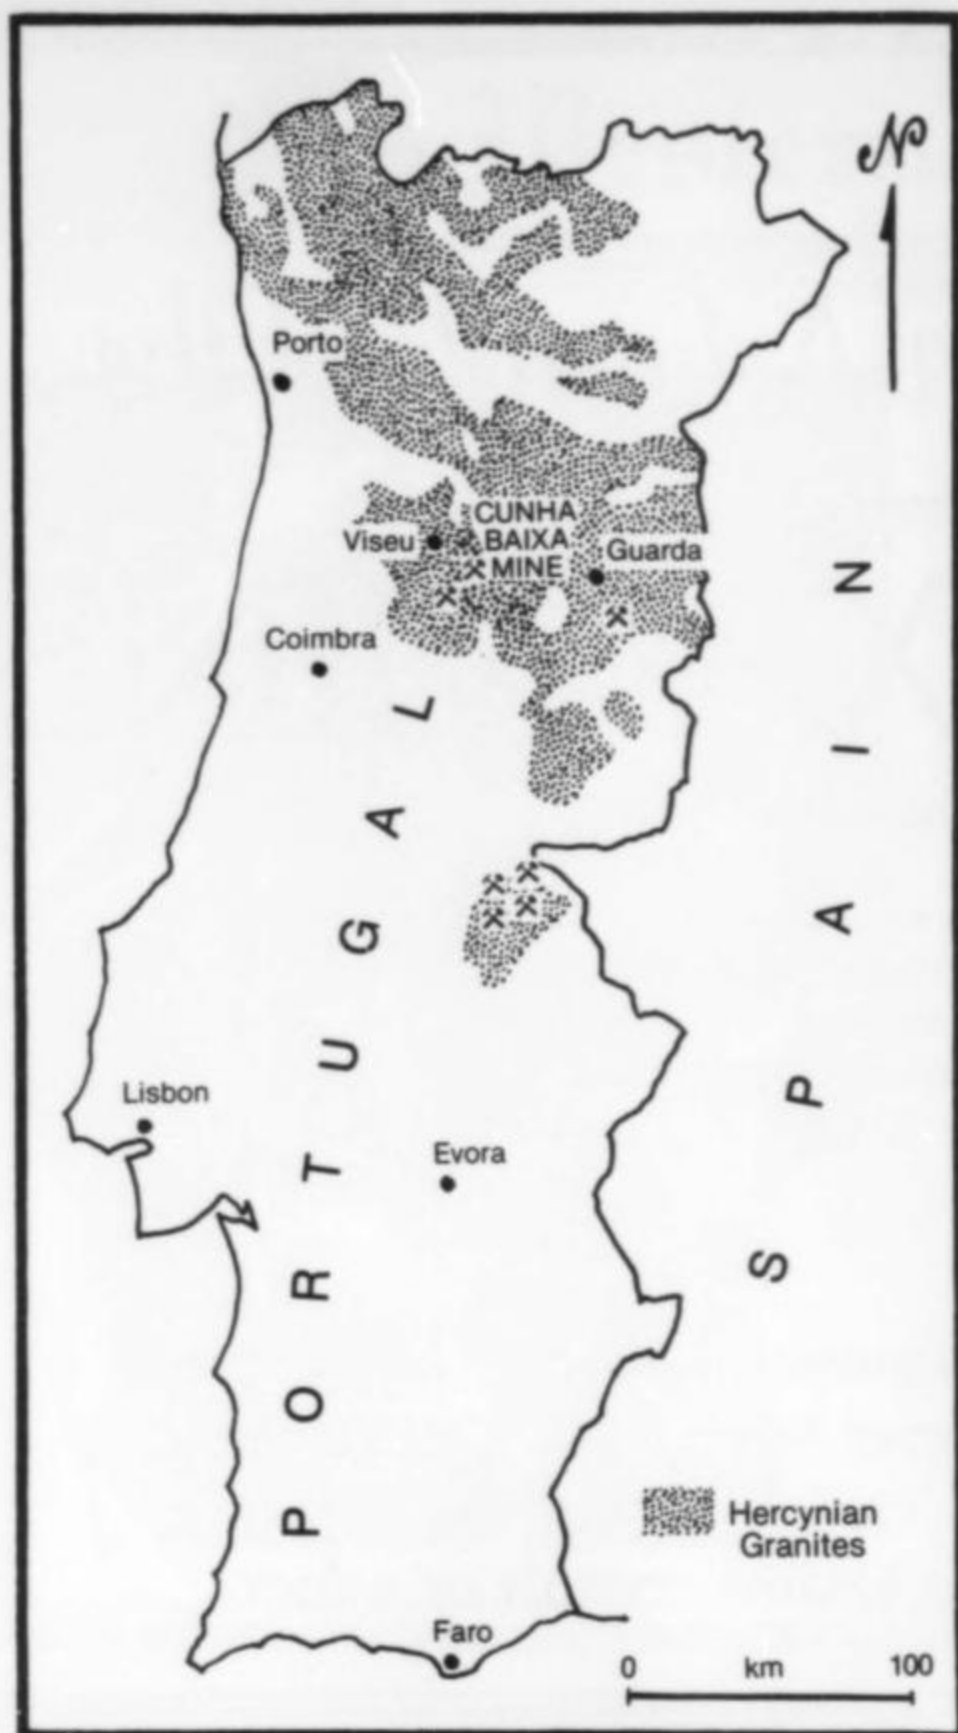 N
Porto
CUNHA
BAIXA
MINE
Viseu
Guarda
Coimbra
PORTUGAL
SPAIN
Lisbon
Evora
Hercynian
Granites
Faro
0 km 100